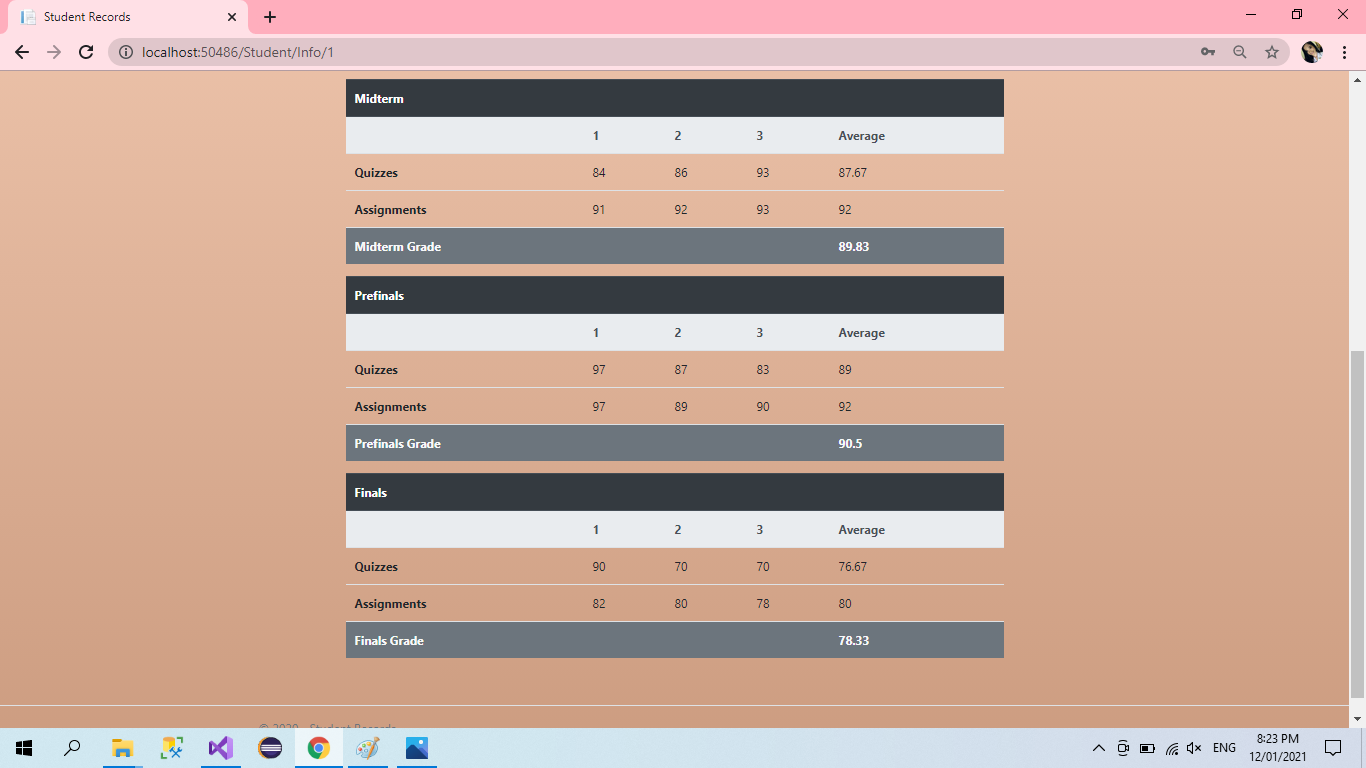 Student Records
localhost:50486/Student/Info/1
Midterm
1 2 3 Average
Quizzes 84 86 93 87.67
Assignments 91 92 93 92
Midterm Grade 89.83
Prefinals
1 2 3 Average
Quizzes 97 87 83 89
Assignments 97 89 90 92
Prefinals Grade 90.5
Finals
1 2 3 Average
Quizzes 90 70 70 76.67
Assignments 82 80 78 80
Finals Grade 78.33
© 2020 - Student Records
ENG
8:23 PM
12/01/2021